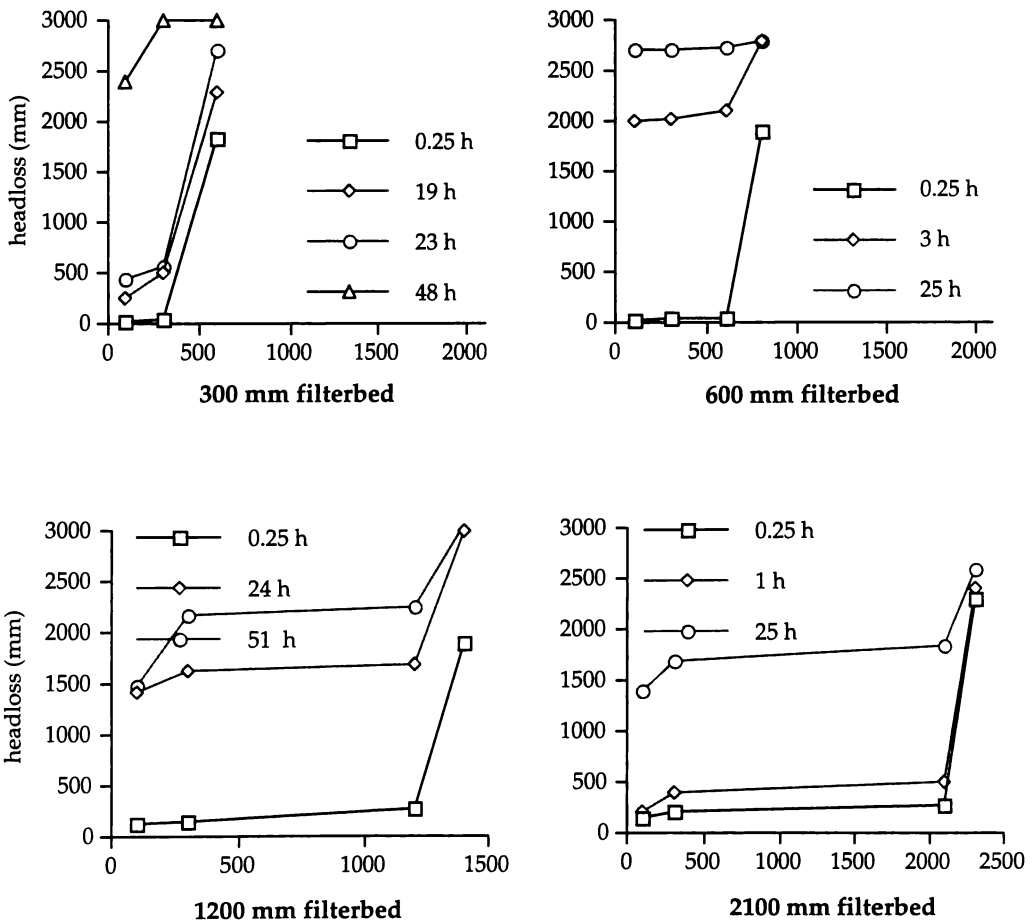 3000
2500
2000
1500
1000
500
0
headloss (mm)
0.25 h
19 h
23 h
48 h
0 500 1000 1500 2000
300 mm filterbed
3000
2500
2000
1500
1000
500
0
0.25 h
3 h
25 h
0 500 1000 1500 2000
600 mm filterbed
3000
2500
2000
1500
1000
500
0
headloss (mm)
0.25 h
24 h
51 h
0 500 1000 1500
1200 mm filterbed
3000
2500
2000
1500
1000
500
0
0.25 h
1 h
25 h
0 500 1000 1500 2000 2500
2100 mm filterbed